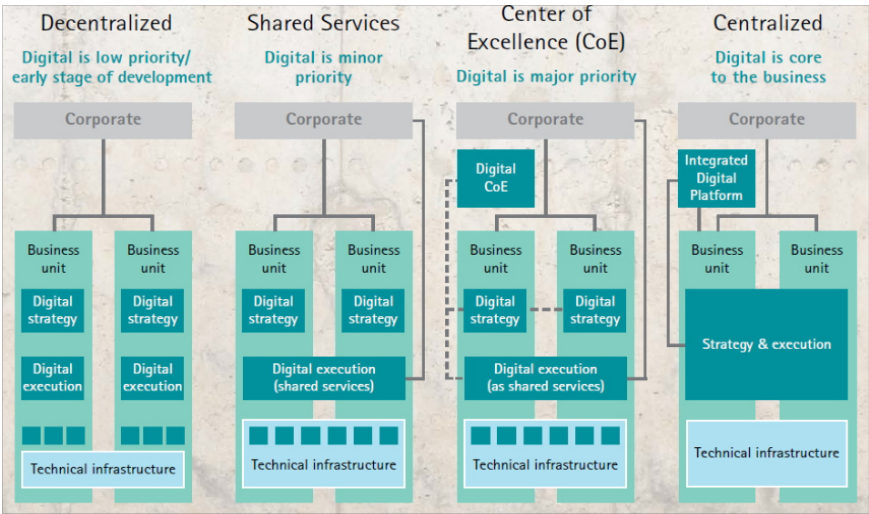 Decentralized
Digital is low priority/
early stage of development
Corporate
Business
unit
Business
unit
Digital
strategy
Digital
strategy
Digital
execution
Digital
execution
Technical infrastructure
Shared Services
Digital is minor
priority
Corporate
Business
unit
Business
unit
Digital
strategy
Digital
strategy
Digital execution
(shared services)
Technical infrastructure
Center of
Excellence (CoE)
Digital is major priority
Corporate
Digital
CoE
Business
unit
Business
unit
Digital
strategy
Digital
strategy
Digital execution
(as shared services)
Technical infrastructure
Centralized
Digital is core
to the business
Corporate
Integrated
Digital
Platform
Business
unit
Business
unit
Strategy & execution
Technical infrastructure